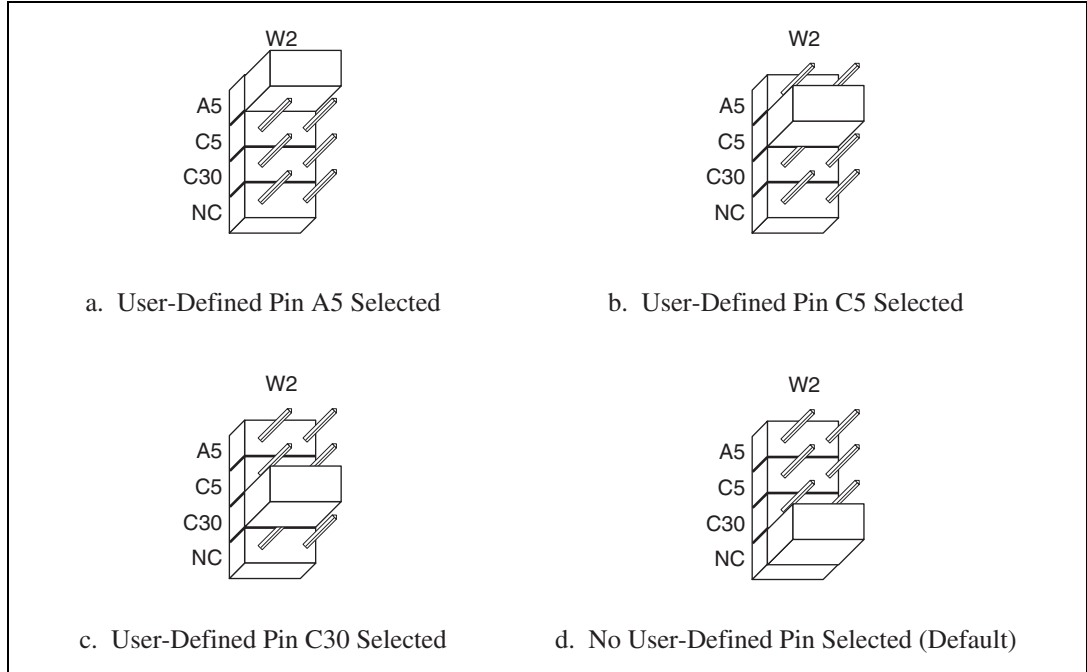 W2
A5
C5
C30
NC
a. User-Defined Pin A5 Selected
W2
A5
C5
C30
NC
b. User-Defined Pin C5 Selected
W2
A5
C5
C30
NC
c. User-Defined Pin C30 Selected
W2
A5
C5
C30
NC
d. No User-Defined Pin Selected (Default)